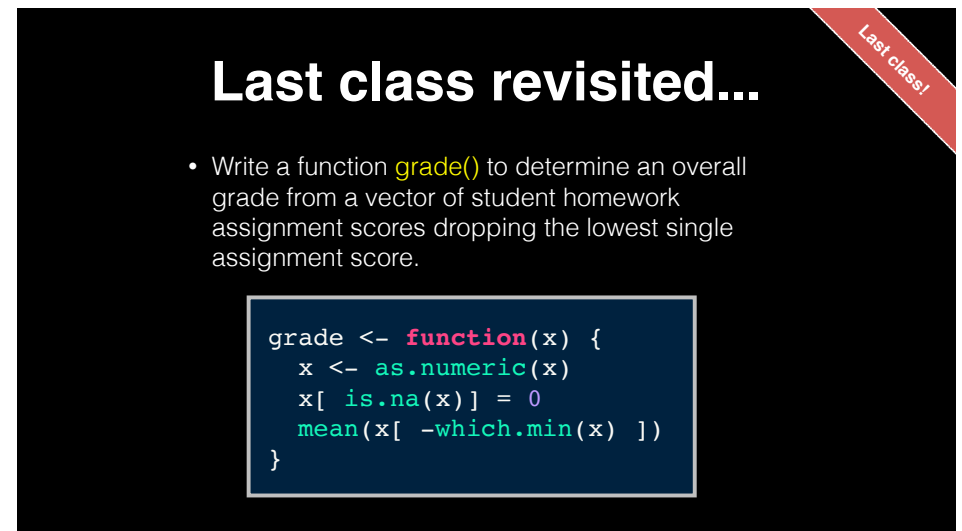 Last class!
Last class revisited...
• Write a function grade() to determine an overall
grade from a vector of student homework
assignment scores dropping the lowest single
assignment score.
grade <- function(x) {
  x <- as.numeric(x)
  x[ is.na(x)] = 0
  mean(x[ -which.min(x) ])
}